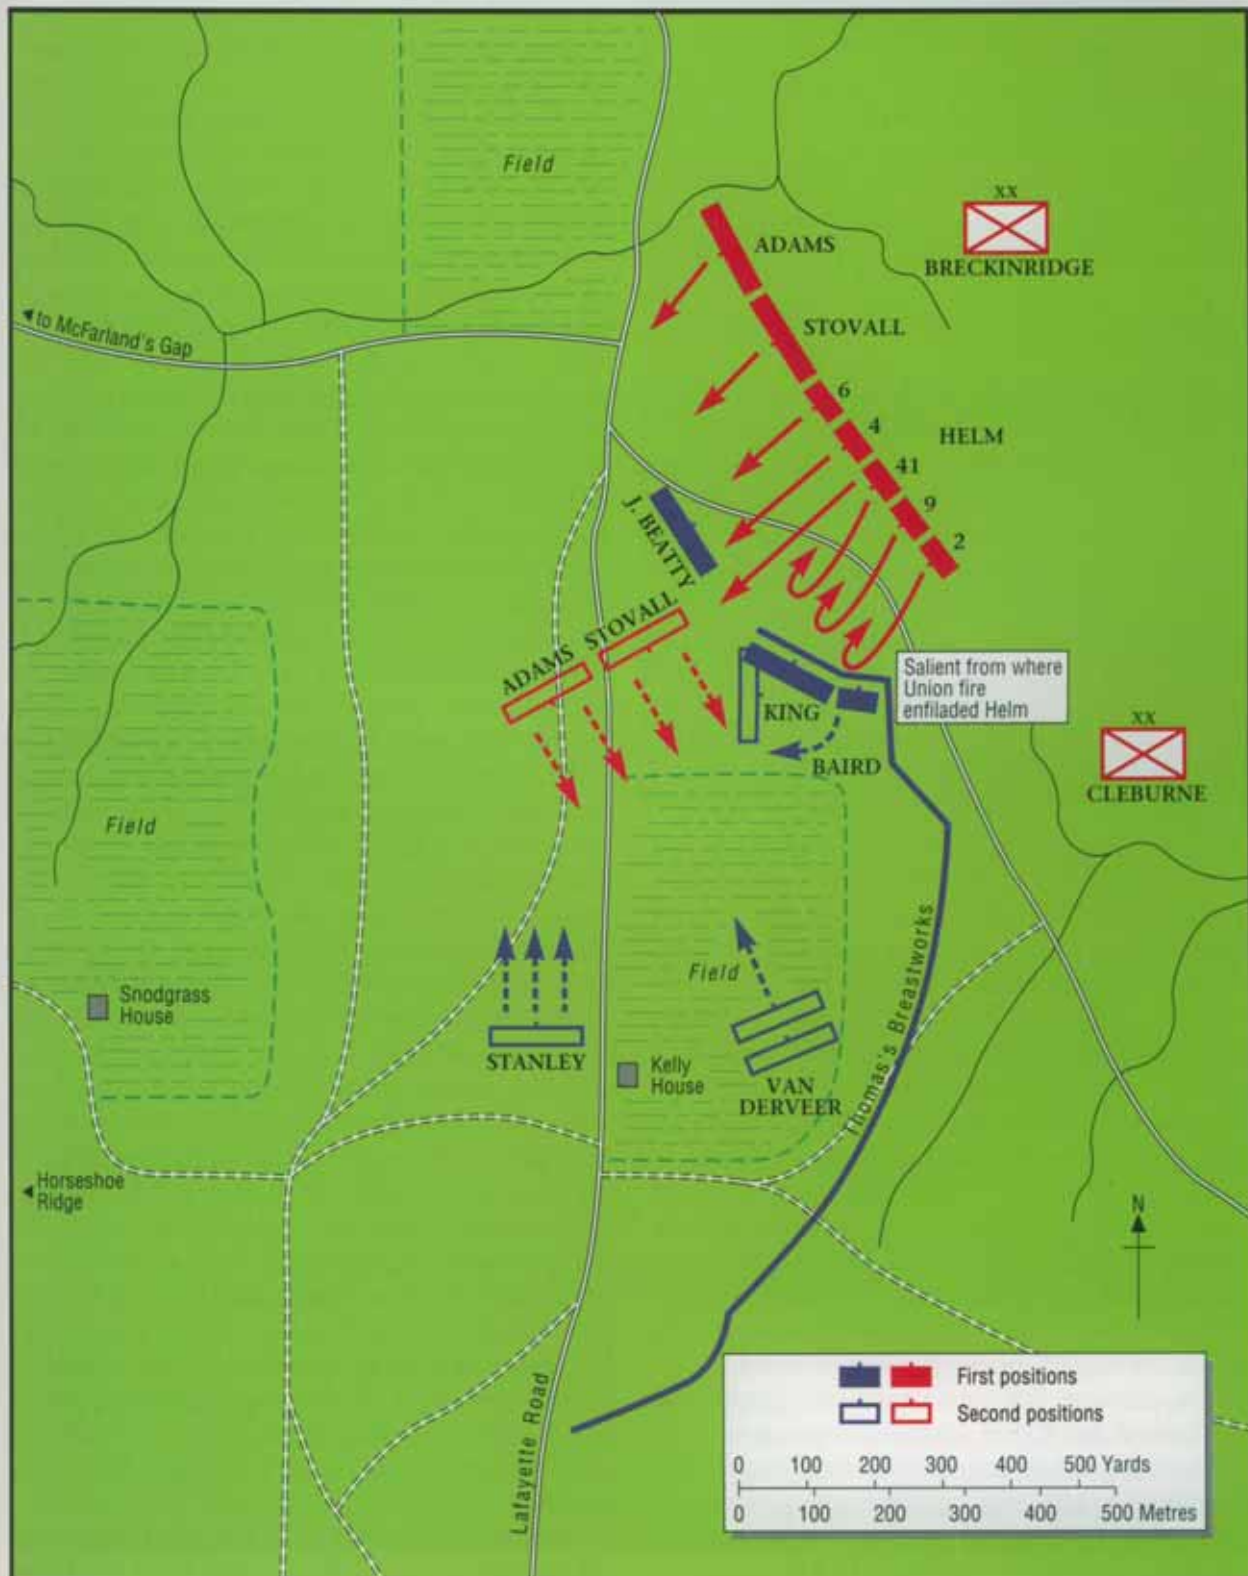 Field
XX
BRECKINRIDGE
ADAMS
STOVALL
to McFarland's Gap
6
4
HELM
41
9
2
J. BEATTY
STOVALL
ADAMS
Salient from where
Union fire
enfiladed Helm
KING
BAIRD
XX
CLEBURNE
Field
Thomas's Breastworks
Field
Snodgrass
House
STANLEY
Kelly
House
VAN
DERVEER
Horseshoe
Ridge
N
Lafayette Road
First positions
Second positions
0 100 200 300 400 500 Yards
0 100 200 300 400 500 Metres